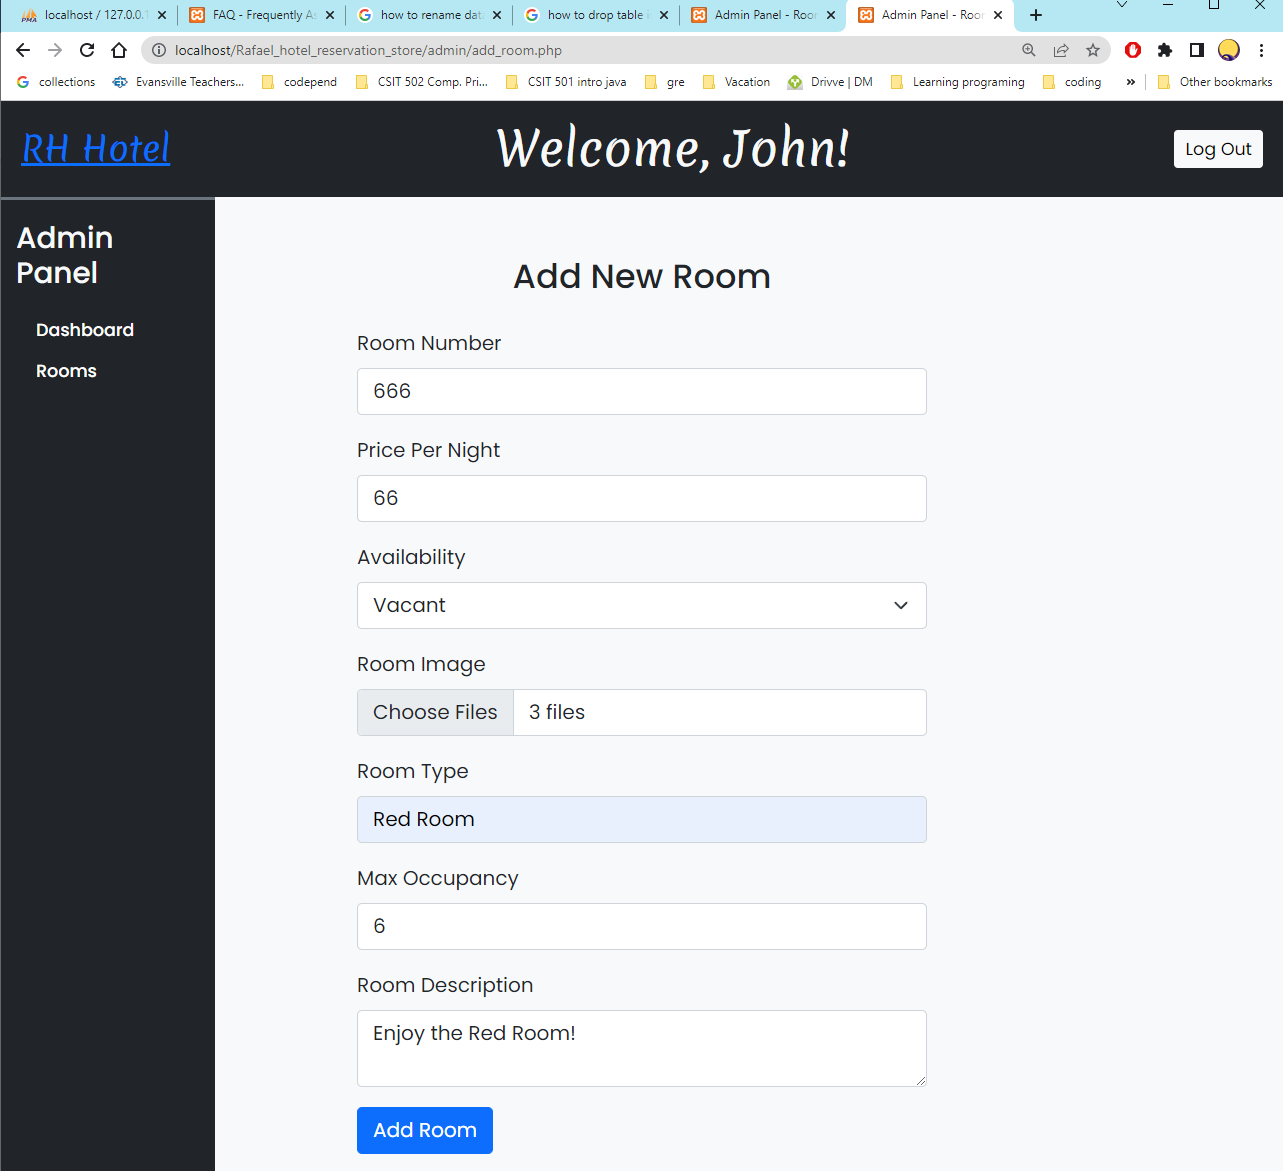 localhost / 127.0.0.1
FAQ - Frequently As
how to rename data
how to drop table i
Admin Panel - Room
Admin Panel - Room
localhost/Rafael_hotel_reservation_store/admin/add_room.php
collections
Evansville Teachers...
codepend
CSIT 502 Comp. Pri...
CSIT 501 intro java
gre
Vacation
Drivve | DM
Learning programing
coding
»
Other bookmarks
RH Hotel
Welcome, John!
Log Out
Admin
Panel
Dashboard
Rooms
Add New Room
Room Number
666
Price Per Night
66
Availability
Vacant
Room Image
Choose Files
3 files
Room Type
Red Room
Max Occupancy
6
Room Description
Enjoy the Red Room!
Add Room